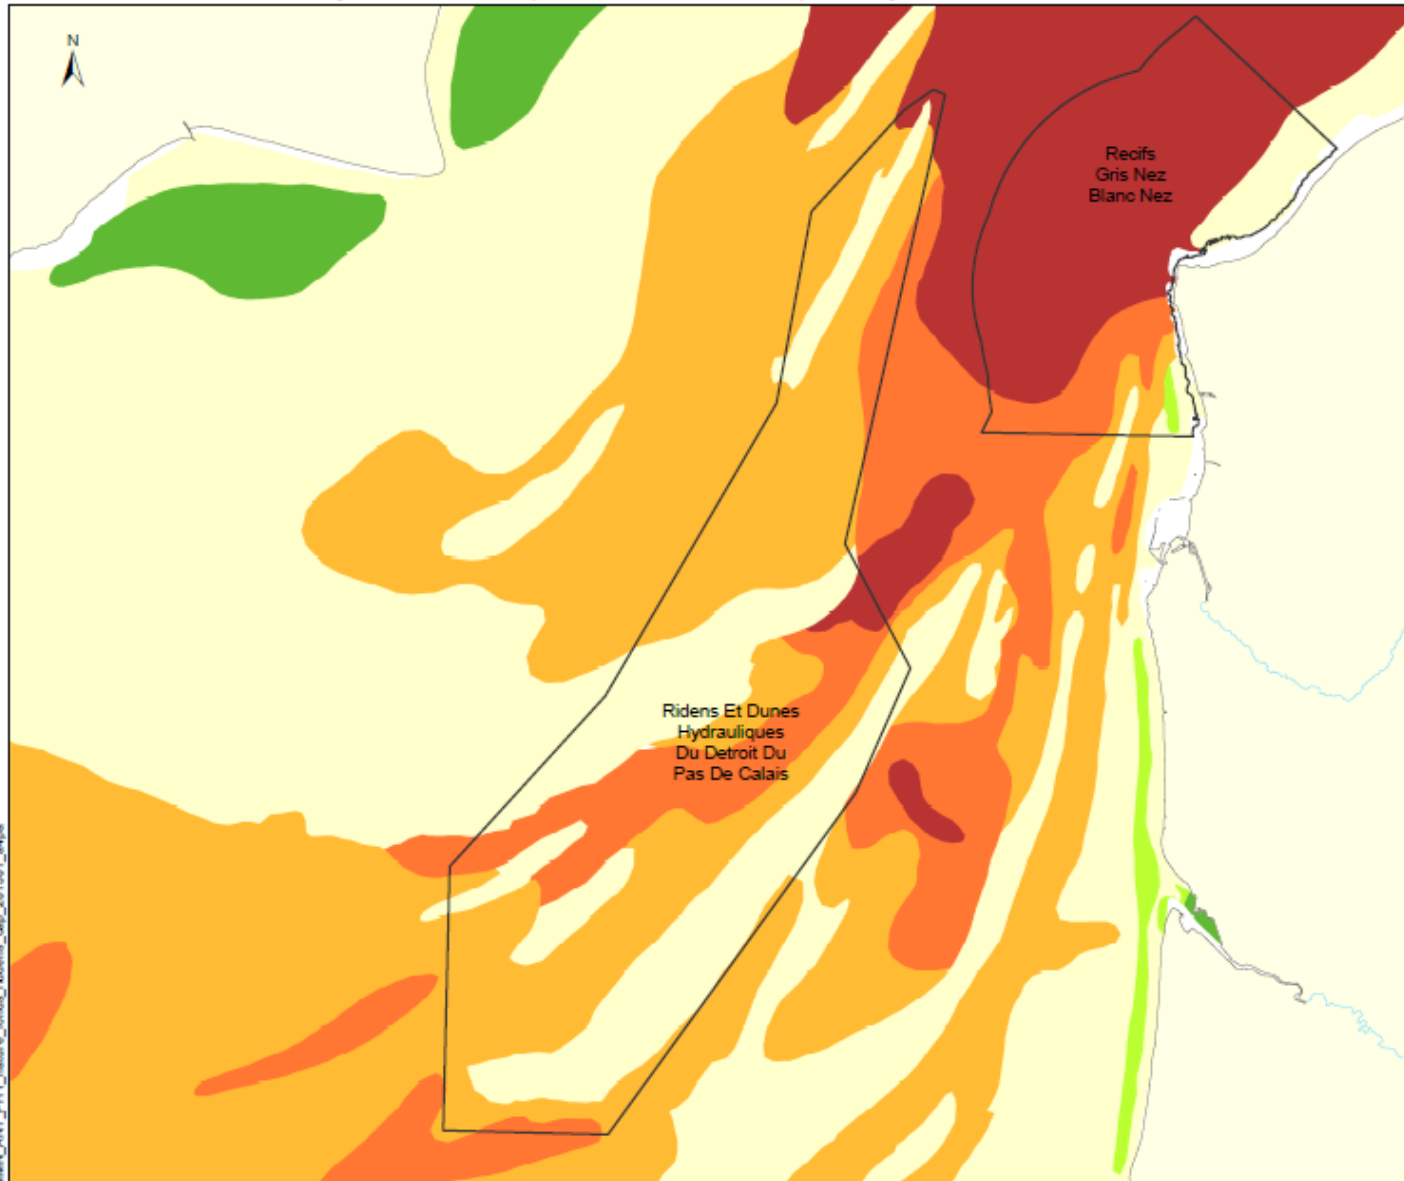 N
Recifs
Gris Nez
Blanc Nez
Ridens Et Dunes
Hydrauliques
Du Detroit Du
Pas De Calais